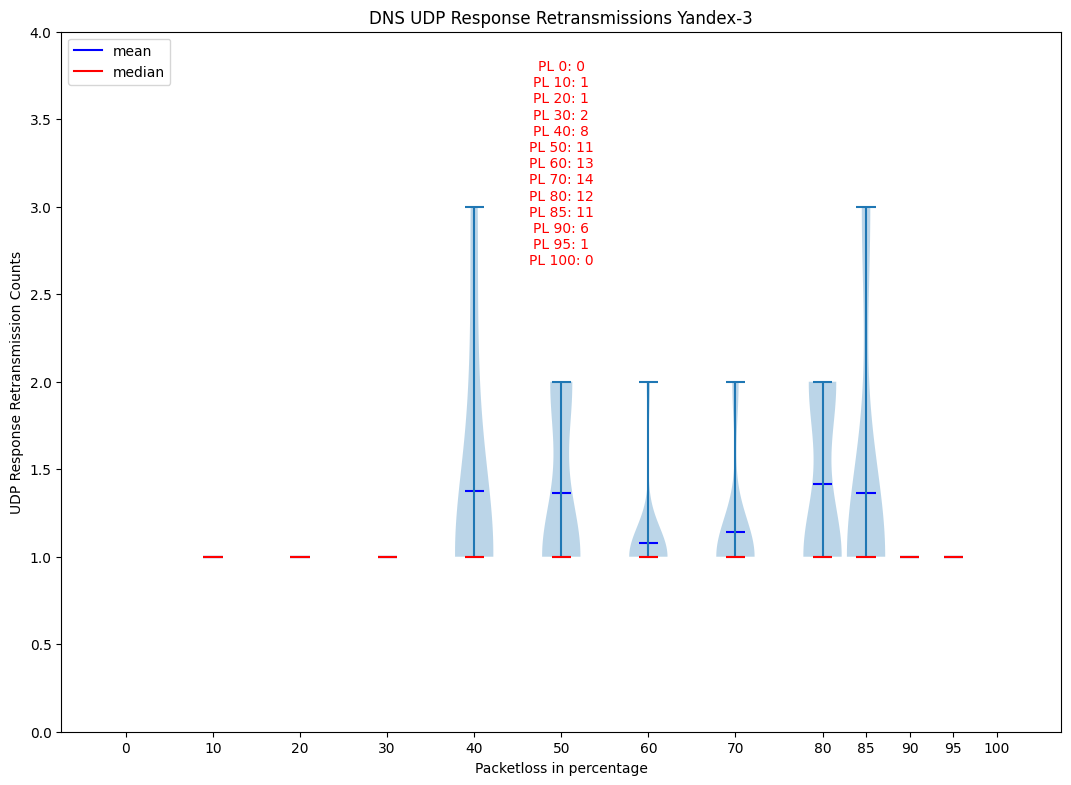 DNS UDP Response Retransmissions Yandex-3
mean
median
PL 0: 0
PL 10: 1
PL 20: 1
PL 30: 2
PL 40: 8
PL 50: 11
PL 60: 13
PL 70: 14
PL 80: 12
PL 85: 11
PL 90: 6
PL 95: 1
PL 100: 0
UDP Response Retransmission Counts
4.0
3.5
3.0
2.5
2.0
1.5
1.0
0.5
0.0
0 10 20 30 40 50 60 70 80 85 90 95 100
Packetloss in percentage